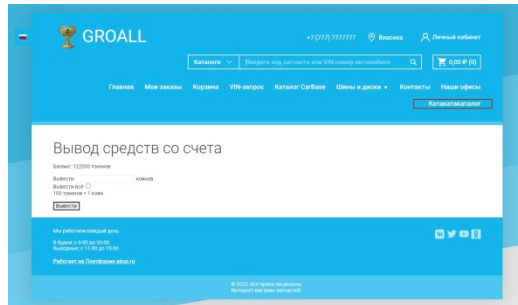 GROALL
+7 (777) 7777777 Власиха Личный кабинет
Каталоги Введите код запчасти или VIN номер автомобиля 0,00 ₽ (0)
Главная Мои заказы Корзина VIN-запрос Каталог CarBase Шины и диски Контакты Наши офисы
Катакатакаталог
Вывод средств со счета
Баланс: 122000 токенов
Вывести коинов
Вывести всё
100 токенов = 1 коин
Вывести
Мы работаем каждый день
В будни: с 9:00 до 20:00
Выходные: с 11:00 до 15:00
Работает на Платформе abcp.ru
© 2023, Все права защищены.
Интернет-магазин запчастей.